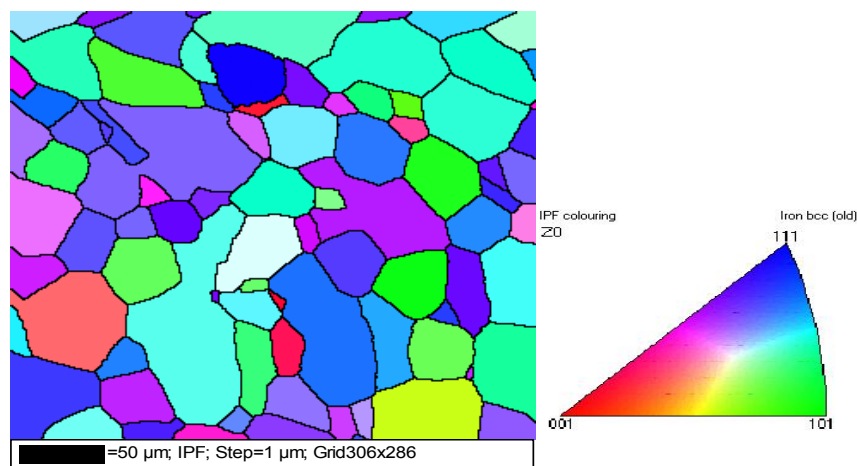 IPF colouring
Iron bcc (old)
Z0
111
001
101
=50 µm; IPF; Step=1 µm; Grid306x286